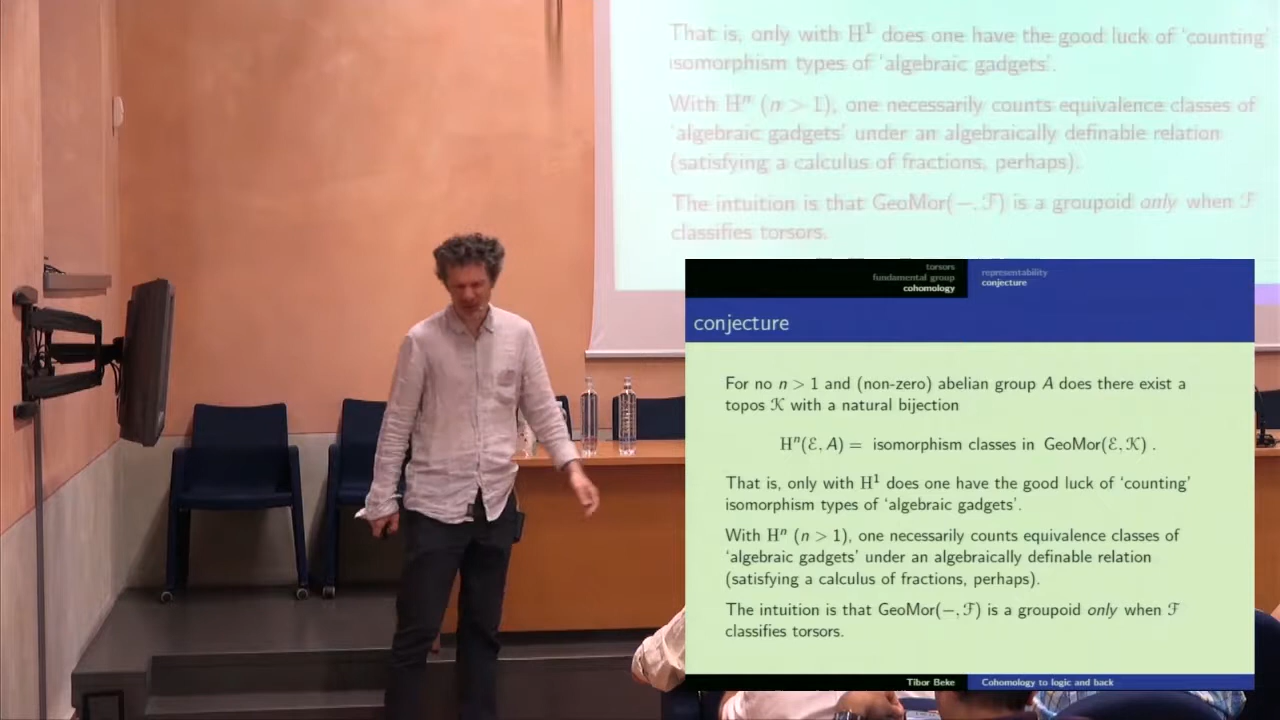 That is, only with H¹ does one have the good luck of 'counting'
isomorphism types of 'algebraic gadgets'.
With Hⁿ (n > 1), one necessarily counts equivalence classes of
'algebraic gadgets' under an algebraically definable relation
(satisfying a calculus of fractions, perhaps).
The intuition is that GeoMor(−, ℱ) is a groupoid only when ℱ
classifies torsors.
torsors
fundamental group
cohomology
representability
conjecture
conjecture
For no n > 1 and (non-zero) abelian group A does there exist a
topos 𝒦 with a natural bijection
Hⁿ(ℰ, A) = isomorphism classes in GeoMor(ℰ, 𝒦) .
That is, only with H¹ does one have the good luck of 'counting'
isomorphism types of 'algebraic gadgets'.
With Hⁿ (n > 1), one necessarily counts equivalence classes of
'algebraic gadgets' under an algebraically definable relation
(satisfying a calculus of fractions, perhaps).
The intuition is that GeoMor(−, ℱ) is a groupoid only when ℱ
classifies torsors.
Tibor Beke
Cohomology to logic and back